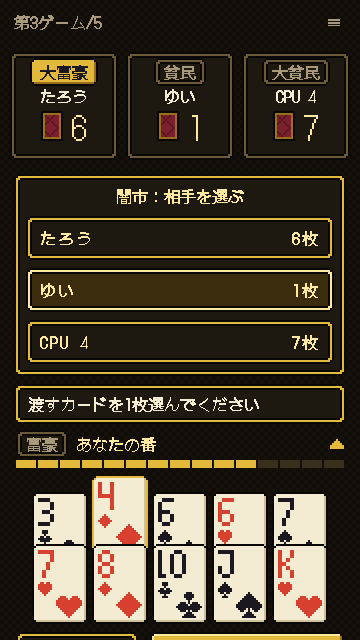 第3ゲーム/5
大富豪
たろう
6
貧民
ゆい
1
大貧民
CPU 4
7
闇市：相手を選ぶ
たろう 6枚
ゆい 1枚
CPU 4 7枚
渡すカードを1枚選んでください
富豪 あなたの番
3 4 6 6 7
7 8 10 J K